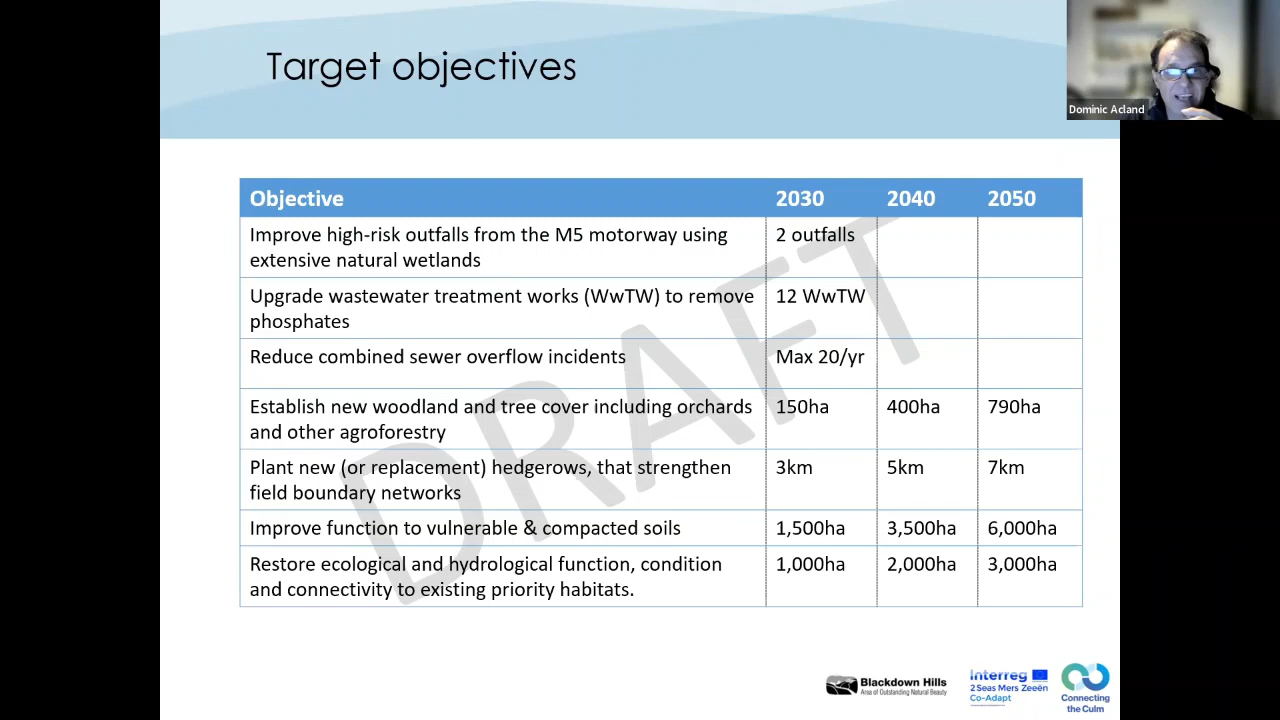 Target objectives
Dominic Acland
Objective 2030 2040 2050
Improve high-risk outfalls from the M5 motorway using 2 outfalls
extensive natural wetlands
Upgrade wastewater treatment works (WwTW) to remove 12 WwTW
phosphates
Reduce combined sewer overflow incidents Max 20/yr
Establish new woodland and tree cover including orchards 150ha 400ha 790ha
and other agroforestry
Plant new (or replacement) hedgerows, that strengthen 3km 5km 7km
field boundary networks
Improve function to vulnerable & compacted soils 1,500ha 3,500ha 6,000ha
Restore ecological and hydrological function, condition 1,000ha 2,000ha 3,000ha
and connectivity to existing priority habitats.
DRAFT
Blackdown Hills
Area of Outstanding Natural Beauty
Interreg
2 Seas Mers Zeeën
Co-Adapt
Connecting
the Culm